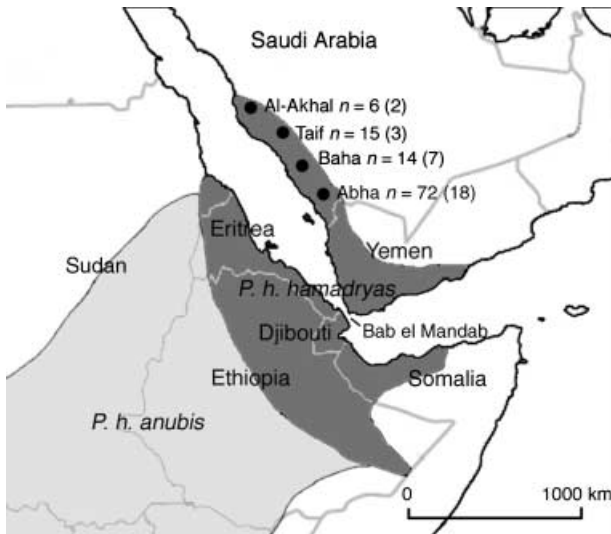 Saudi Arabia
Al-Akhal n = 6 (2)
Taif n = 15 (3)
Baha n = 14 (7)
Abha n = 72 (18)
Eritrea
Yemen
Sudan
P. h. hamadryas
Djibouti
Bab el Mandab
Ethiopia
Somalia
P. h. anubis
0
1000 km